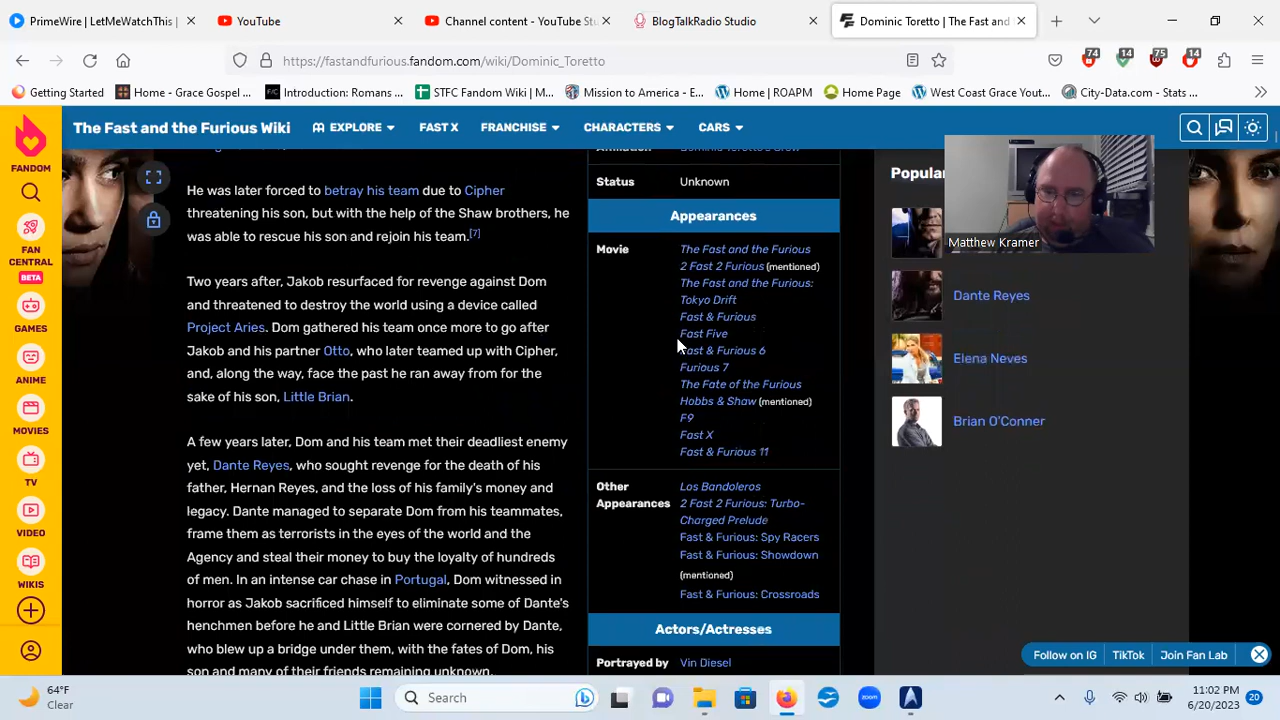 PrimeWire | LetMeWatchThis |
YouTube
Channel content - YouTube Stu
BlogTalkRadio Studio
Dominic Toretto | The Fast and
https://fastandfurious.fandom.com/wiki/Dominic_Toretto
74
14
75
14
Getting Started
Home - Grace Gospel ...
Introduction: Romans ...
STFC Fandom Wiki | M...
Mission to America - E...
Home | ROAPM
Home Page
West Coast Grace Yout...
City-Data.com - Stats ...
The Fast and the Furious Wiki
EXPLORE
FAST X
FRANCHISE
CHARACTERS
CARS
FANDOM
FAN
CENTRAL
BETA
GAMES
ANIME
MOVIES
TV
VIDEO
WIKIS
He was later forced to betray his team due to Cipher
threatening his son, but with the help of the Shaw brothers, he
was able to rescue his son and rejoin his team.[7]
Two years after, Jakob resurfaced for revenge against Dom
and threatened to destroy the world using a device called
Project Aries. Dom gathered his team once more to go after
Jakob and his partner Otto, who later teamed up with Cipher,
and, along the way, face the past he ran away from for the
sake of his son, Little Brian.
A few years later, Dom and his team met their deadliest enemy
yet, Dante Reyes, who sought revenge for the death of his
father, Hernan Reyes, and the loss of his family's money and
legacy. Dante managed to separate Dom from his teammates,
frame them as terrorists in the eyes of the world and the
Agency and steal their money to buy the loyalty of hundreds
of men. In an intense car chase in Portugal, Dom witnessed in
horror as Jakob sacrificed himself to eliminate some of Dante's
henchmen before he and Little Brian were cornered by Dante,
who blew up a bridge under them, with the fates of Dom, his
son and many of their friends remaining unknown.
Status
Unknown
Appearances
Movie
The Fast and the Furious
2 Fast 2 Furious (mentioned)
The Fast and the Furious:
Tokyo Drift
Fast & Furious
Fast Five
Fast & Furious 6
Furious 7
The Fate of the Furious
Hobbs & Shaw (mentioned)
F9
Fast X
Fast & Furious 11
Other
Appearances
Los Bandoleros
2 Fast 2 Furious: Turbo-
Charged Prelude
Fast & Furious: Spy Racers
Fast & Furious: Showdown
(mentioned)
Fast & Furious: Crossroads
Actors/Actresses
Portrayed by
Vin Diesel
Popula
Matthew Kramer
Dante Reyes
Elena Neves
Brian O'Conner
Follow on IG
TikTok
Join Fan Lab
64°F
Clear
Search
zoom
11:02 PM
6/20/2023
20